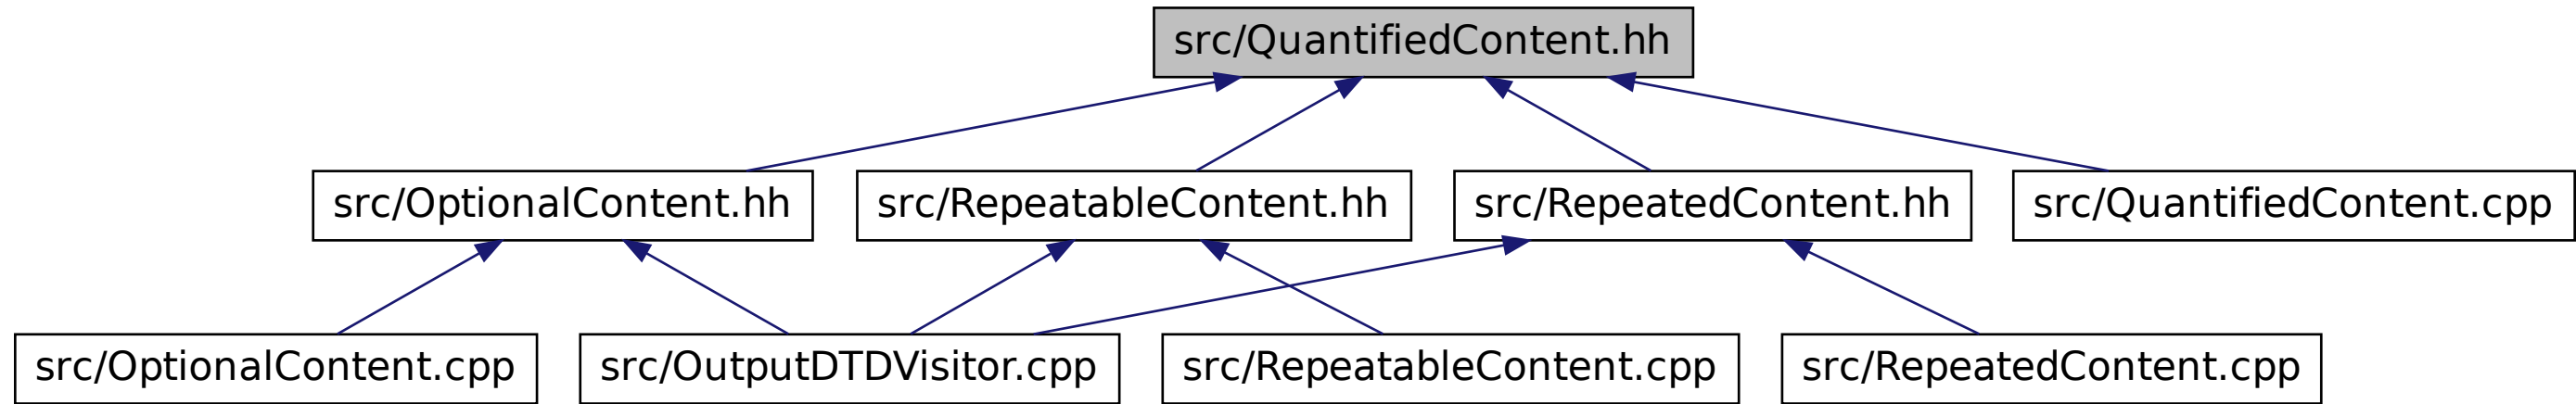 src/QuantifiedContent.hh
src/OptionalContent.hh
src/RepeatableContent.hh
src/RepeatedContent.hh
src/QuantifiedContent.cpp
src/OptionalContent.cpp
src/OutputDTDVisitor.cpp
src/RepeatableContent.cpp
src/RepeatedContent.cpp